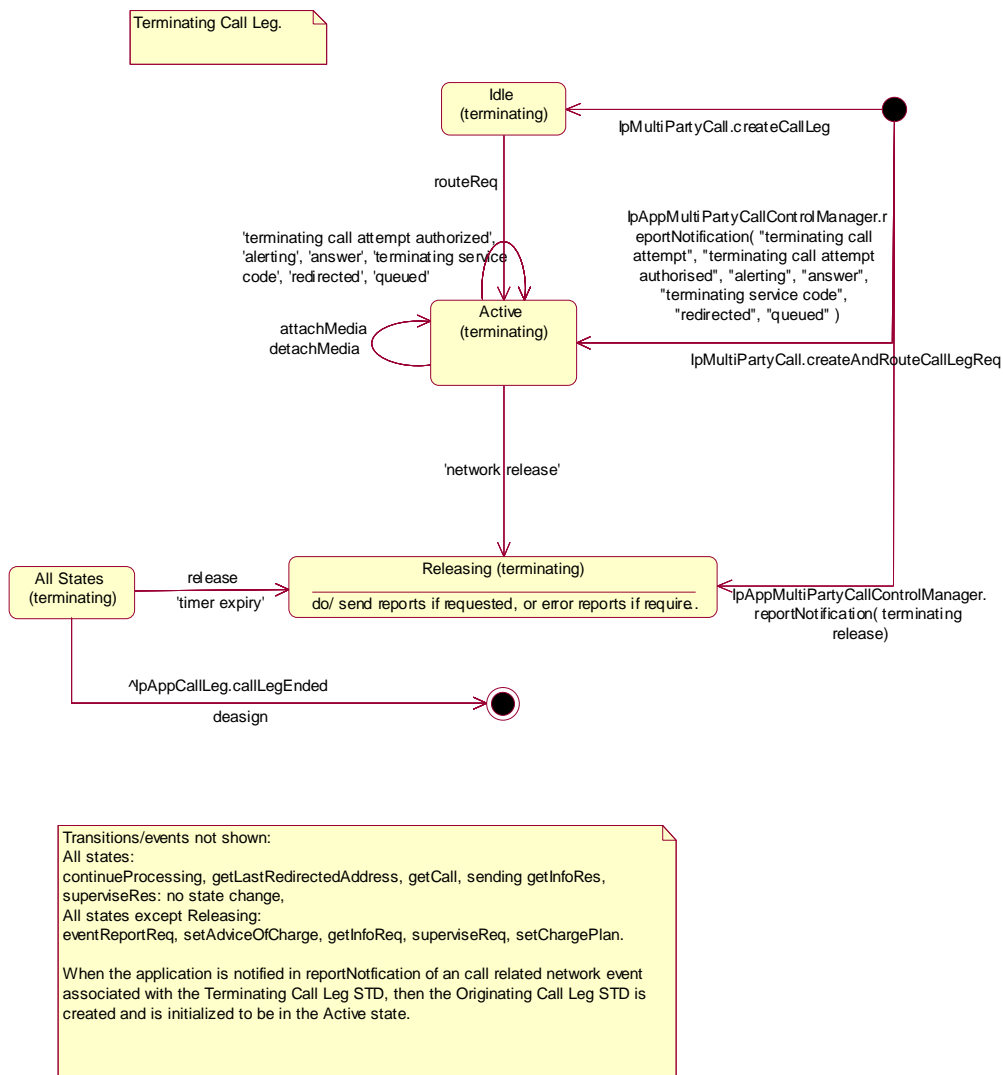 Terminating Call Leg.
Idle
(terminating)
IpMultiPartyCall.createCallLeg
routeReq
IpAppMultiPartyCallControlManager.r
eportNotification( "terminating call
attempt", "terminating call attempt
authorised", "alerting", "answer",
"terminating service code",
"redirected", "queued" )
'terminating call attempt authorized',
'alerting', 'answer', 'terminating service
code', 'redirected', 'queued'
Active
(terminating)
attachMedia
detachMedia
IpMultiPartyCall.createAndRouteCallLegReq
'network release'
All States
(terminating)
release
'timer expiry'
Releasing (terminating)
do/ send reports if requested, or error reports if require..
IpAppMultiPartyCallControlManager.
reportNotification( terminating
release)
^IpAppCallLeg.callLegEnded
deasign
Transitions/events not shown:
All states:
continueProcessing, getLastRedirectedAddress, getCall, sending getInfoRes,
superviseRes: no state change,
All states except Releasing:
eventReportReq, setAdviceOfCharge, getInfoReq, superviseReq, setChargePlan.
When the application is notified in reportNotfication of an call related network event
associated with the Terminating Call Leg STD, then the Originating Call Leg STD is
created and is initialized to be in the Active state.